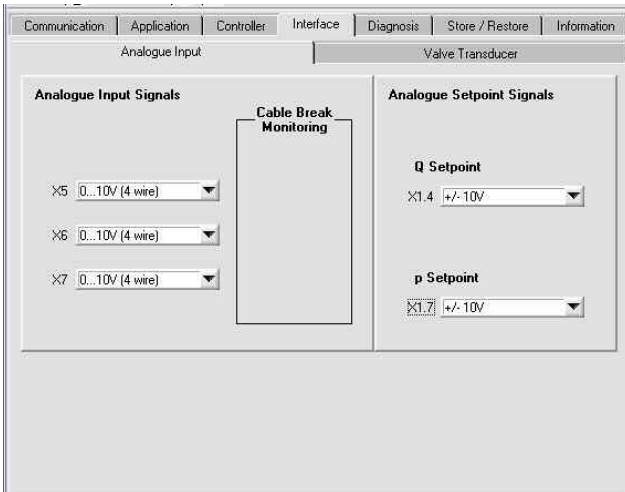 Communication Application Controller Interface Diagnosis Store / Restore Information
Analogue Input Valve Transducer
Analogue Input Signals
Cable Break
Monitoring
X5 0...10V (4 wire)
X6 0...10V (4 wire)
X7 0...10V (4 wire)
Analogue Setpoint Signals
Q Setpoint
X1.4 +/- 10V
p Setpoint
X1.7 +/- 10V